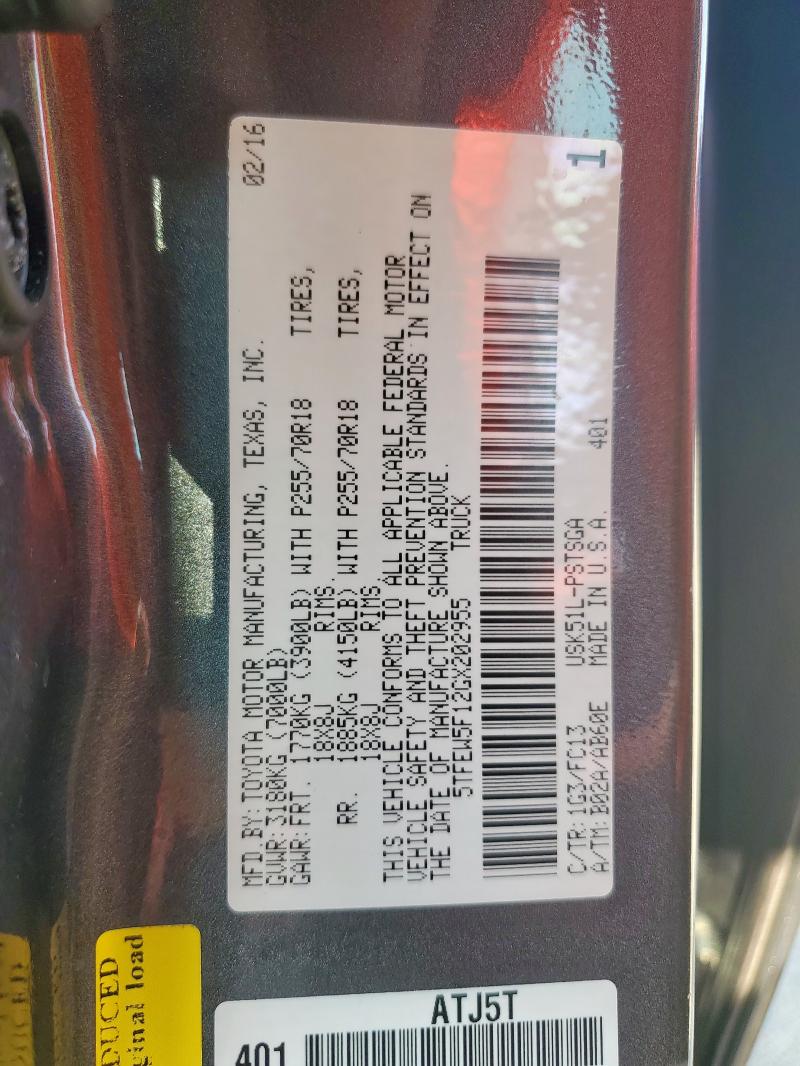 MFD.BY:TOYOTA MOTOR MANUFACTURING, TEXAS, INC. 02/16
GVWR:3180KG (7000LB)
GAWR:FRT. 1770KG (3900LB) WITH P255/70R18 TIRES,
18X8J RIMS.
RR. 1885KG (4150LB) WITH P255/70R18 TIRES,
18X8J RIMS
THIS VEHICLE CONFORMS TO ALL APPLICABLE FEDERAL MOTOR
VEHICLE SAFETY AND THEFT PREVENTION STANDARDS IN EFFECT ON
THE DATE OF MANUFACTURE SHOWN ABOVE.
5TFEW5F12GX202955 TRUCK
C/TR:1G3/FC13 USK51L-PSTSGA
A/TM:B02A/AB60E MADE IN U.S.A. 401 1
DUCED
ginal load
ATJ5T
401